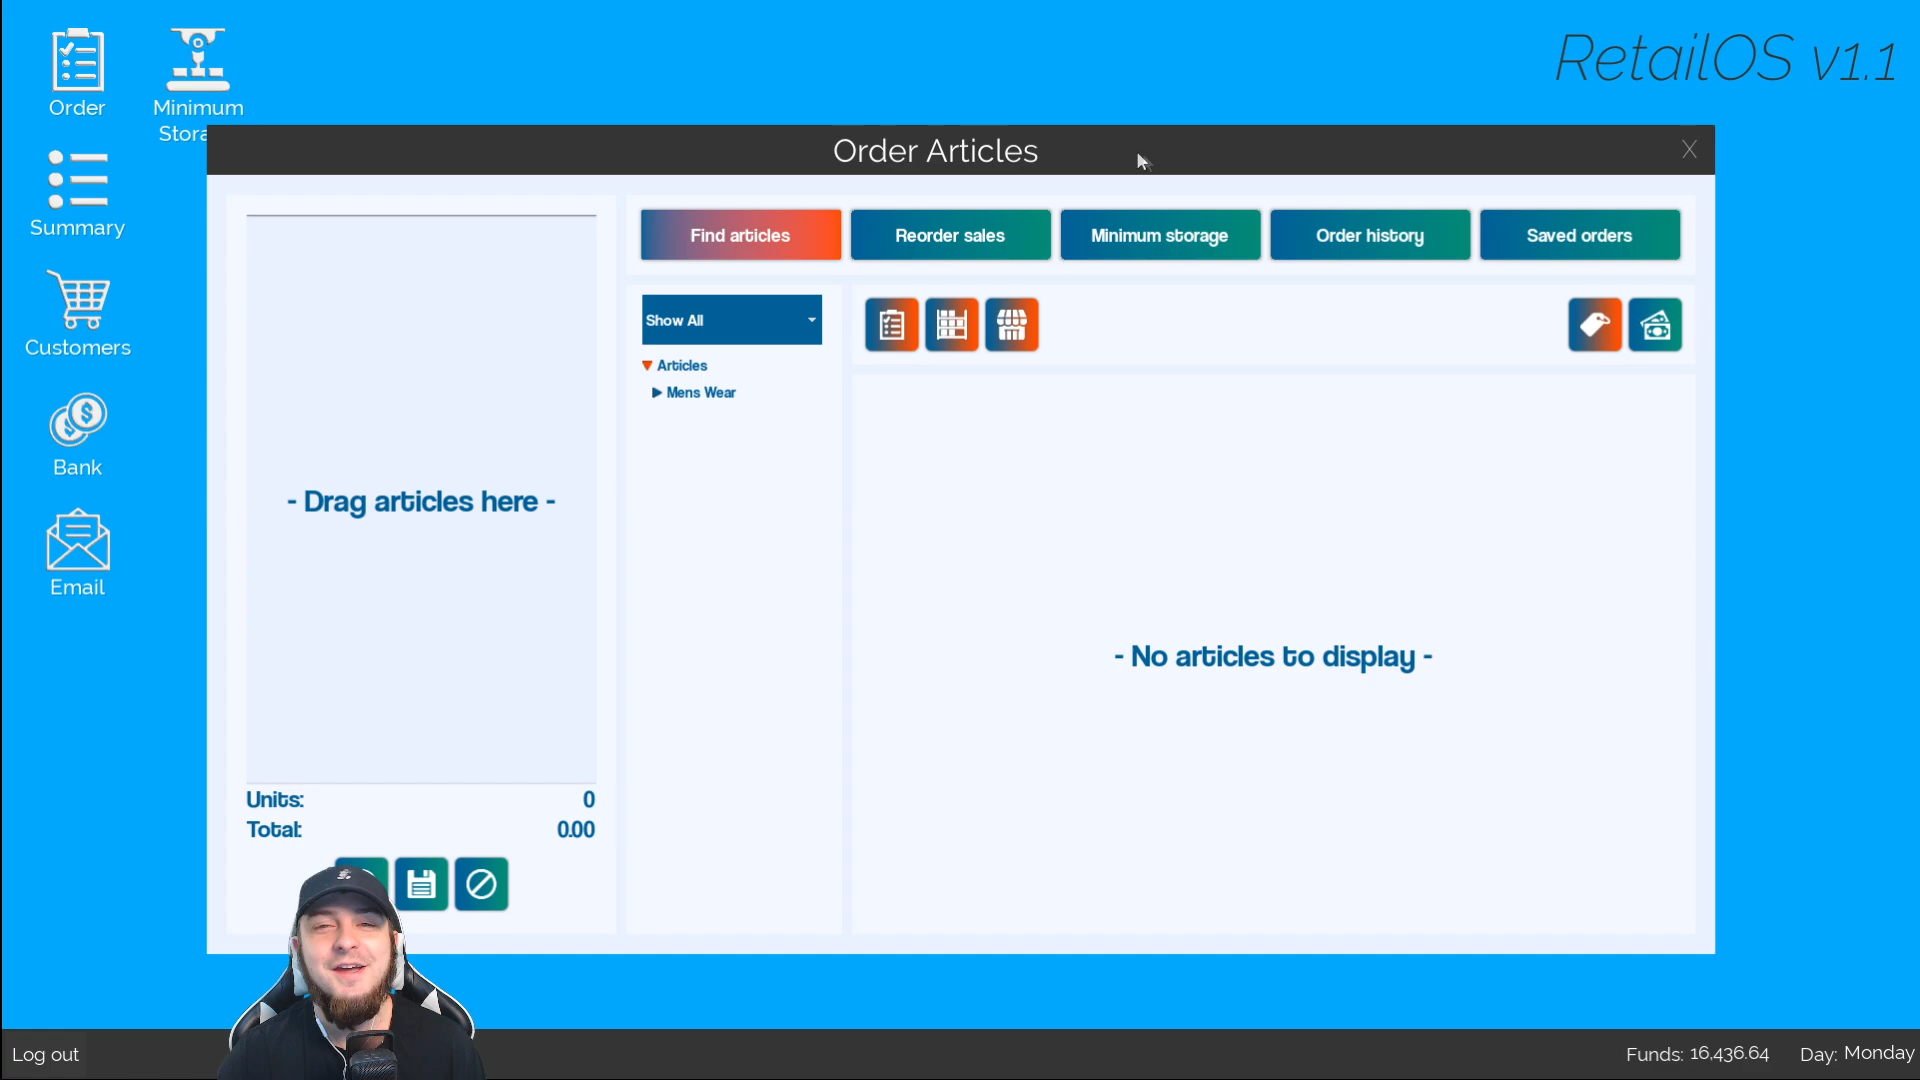 RetailOS v1.1
Order
Minimum
Stora
Summary
Customers
Bank
Email
Order Articles
X
Find articles
Reorder sales
Minimum storage
Order history
Saved orders
Show All
Articles
Mens Wear
- Drag articles here -
- No articles to display -
Units: 0
Total: 0.00
Log out
Funds: 16,436.64
Day: Monday